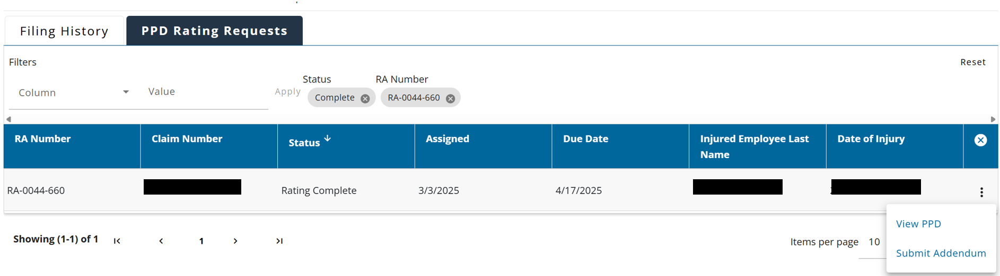 Filing History
PPD Rating Requests
Filters
Reset
Column
Value
Apply
Status
Complete
RA Number
RA-0044-660
RA Number
Claim Number
Status
Assigned
Due Date
Injured Employee Last
Name
Date of Injury
RA-0044-660
Rating Complete
3/3/2025
4/17/2025
View PPD
Submit Addendum
Showing (1-1) of 1
1
Items per page
10